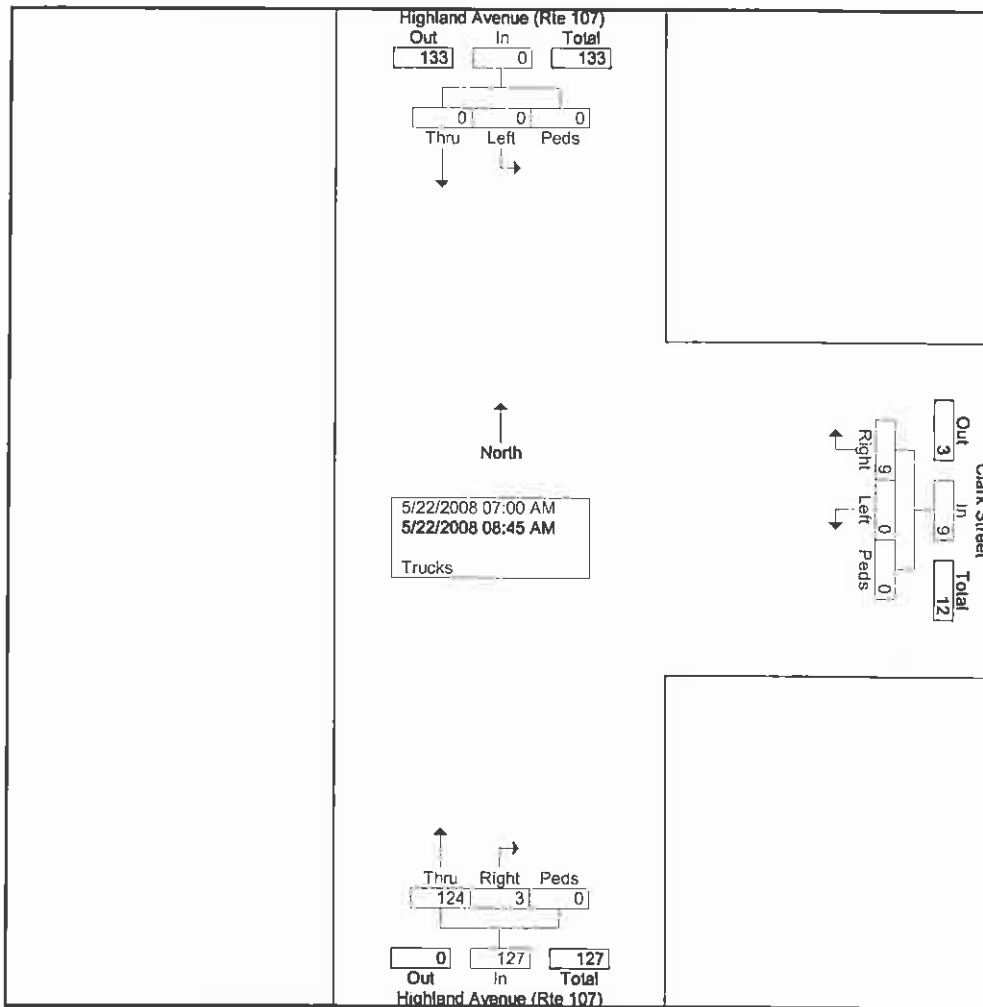 Highland Avenue (Rte 107)
Out In Total
133 0 133
0 0 0
Thru Left Peds
North
5/22/2008 07:00 AM
5/22/2008 08:45 AM
Trucks
Clark Street
Out In Total
3 9 12
Right Left Peds
9 0 0
Thru Right Peds
124 3 0
0 127 127
Out In Total
Highland Avenue (Rte 107)